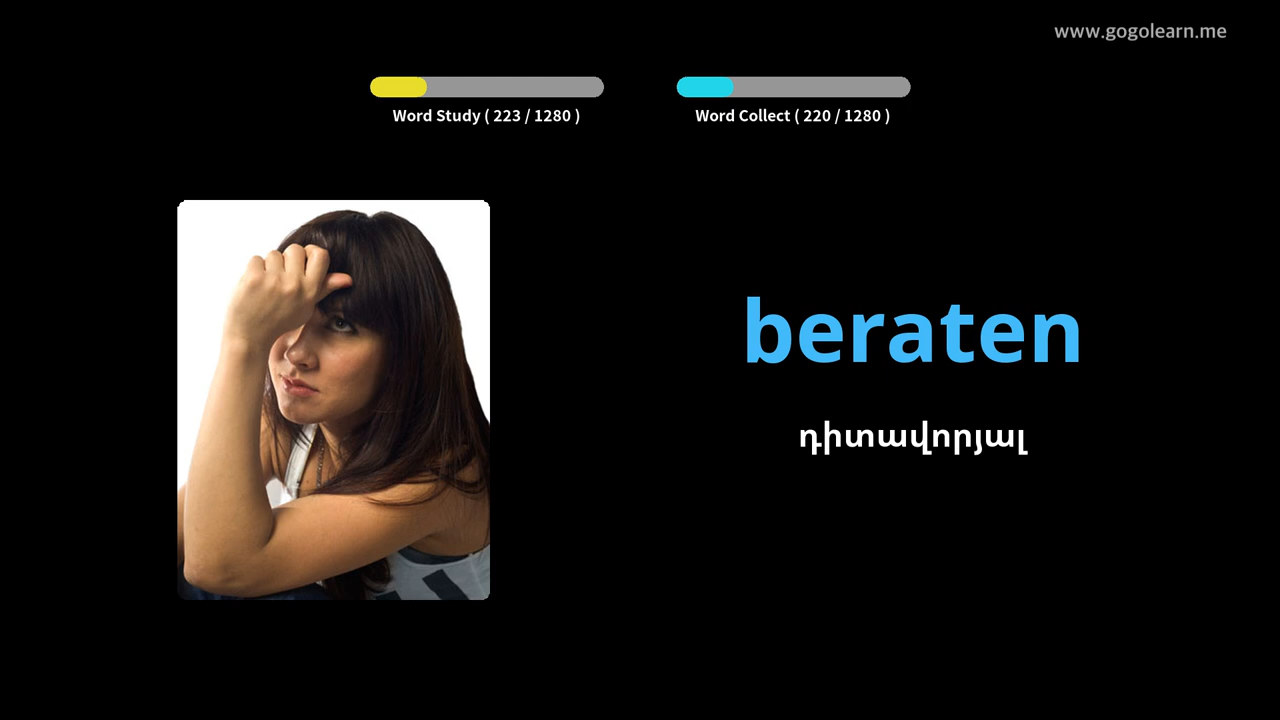 www.gogolearn.me
Word Study ( 223 / 1280 )
Word Collect ( 220 / 1280 )
beraten
դիտավորյալ